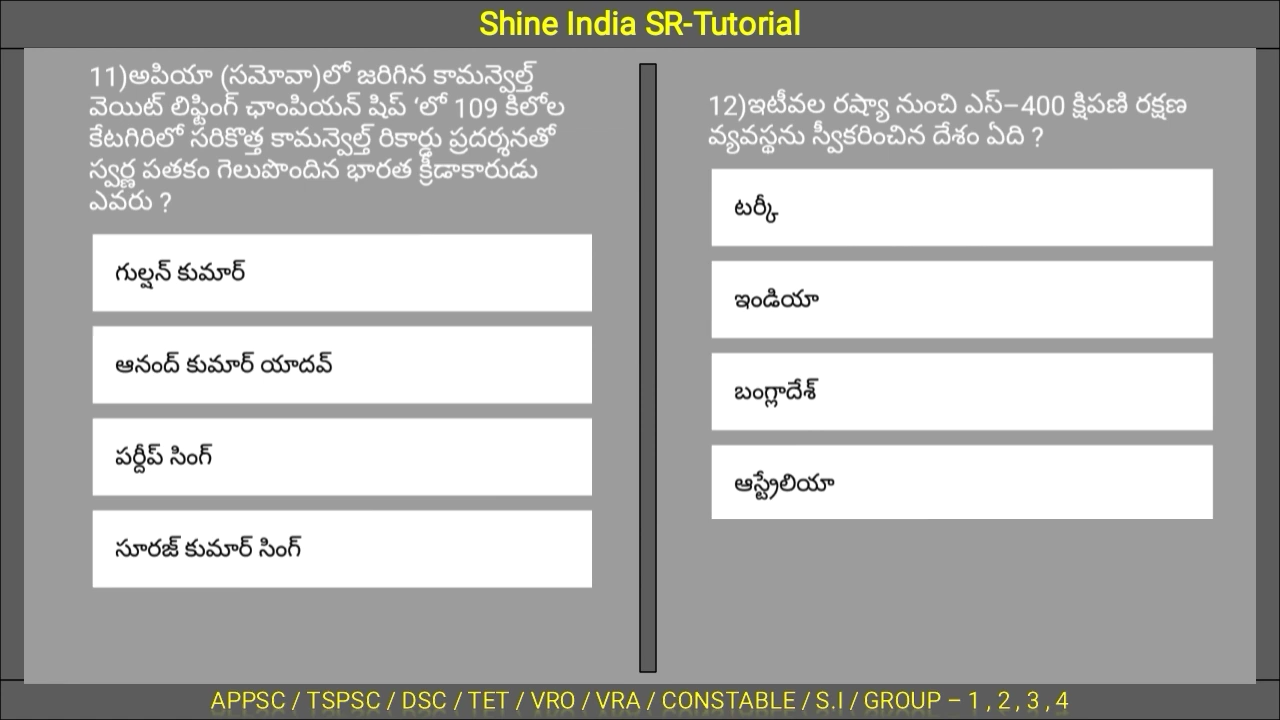 Shine India SR-Tutorial
11)అపియా (సమోవా)లో జరిగిన కామన్వెల్త్
వెయిట్ లిఫ్టింగ్ ఛాంపియన్ షిప్ ‘లో 109 కిలోల
కేటగిరిలో సరికొత్త కామన్వెల్త్ రికార్డు ప్రదర్శనతో
స్వర్ణ పతకం గెలుపొందిన భారత క్రీడాకారుడు
ఎవరు ?
గుల్షన్ కుమార్
ఆనంద్ కుమార్ యాదవ్
పర్దీప్ సింగ్
సూరజ్ కుమార్ సింగ్
12)ఇటీవల రష్యా నుంచి ఎస్–400 క్షిపణి రక్షణ
వ్యవస్థను స్వీకరించిన దేశం ఏది ?
టర్కీ
ఇండియా
బంగ్లాదేశ్
ఆస్ట్రేలియా
APPSC / TSPSC / DSC / TET / VRO / VRA / CONSTABLE / S.I / GROUP – 1 , 2 , 3 , 4